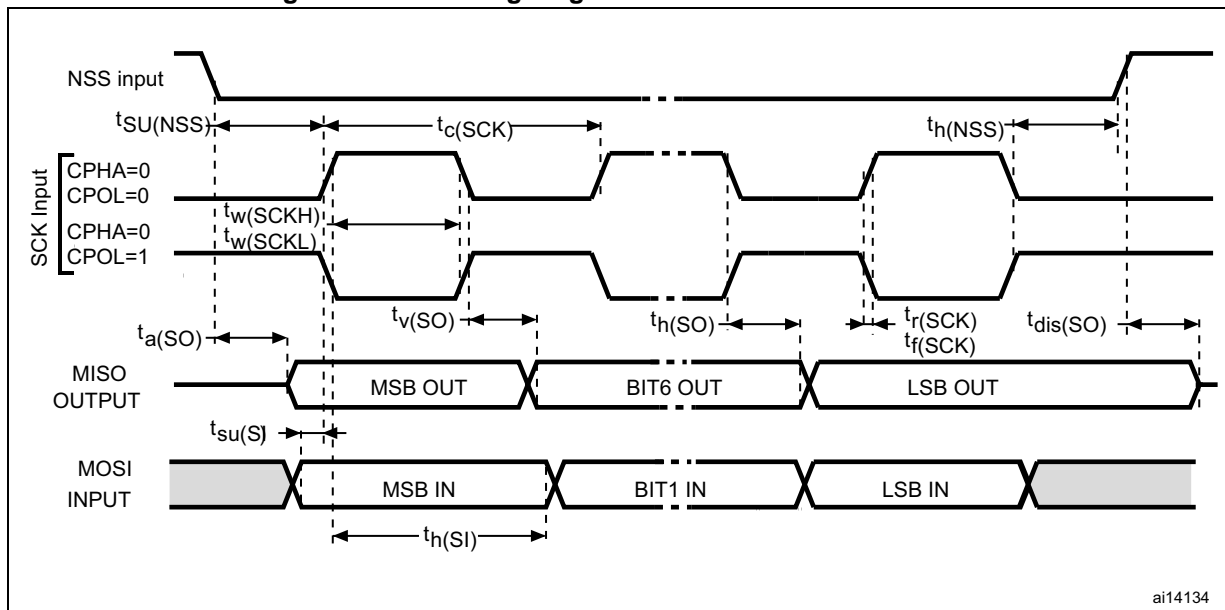 NSS input
tSU(NSS)
tc(SCK)
th(NSS)
SCK Input
CPHA=0
CPOL=0
tw(SCKH)
CPHA=0
tw(SCKL)
CPOL=1
tv(SO)
th(SO)
tr(SCK)
tf(SCK)
tdis(SO)
ta(SO)
MISO
OUTPUT
MSB OUT
BIT6 OUT
LSB OUT
tsu(SI)
MOSI
INPUT
MSB IN
BIT1 IN
LSB IN
th(SI)
ai14134